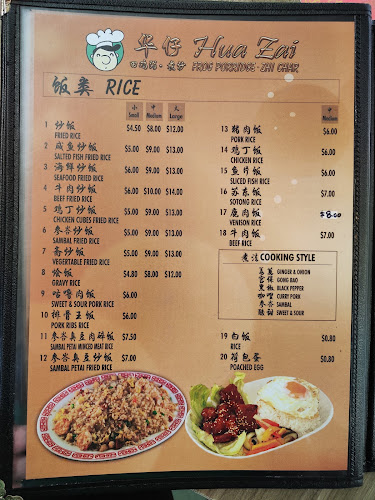 华仔 Hua Zai
田鸡粥·煮炒 FROG PORRIDGE·ZHI CHAR
饭类 RICE
小 中 大
Small Medium Large
1 炒饭 $4.50 $8.00 $12.00
FRIED RICE
2 咸鱼炒饭 $5.00 $9.00 $13.00
SALTED FISH FRIED RICE
3 海鲜炒饭 $6.00 $9.00 $13.00
SEAFOOD FRIED RICE
4 牛肉炒饭 $6.00 $10.00 $14.00
BEEF FRIED RICE
5 鸡丁炒饭 $5.00 $9.00 $13.00
CHICKEN CUBES FRIED RICE
6 参峇炒饭 $5.00 $9.00 $13.00
SAMBAL FRIED RICE
7 斋炒饭 $5.00 $9.00 $13.00
VEGETABLE FRIED RICE
8 烩饭 $4.80 $8.00 $12.00
GRAVY RICE
9 咕噜肉饭 $6.00
SWEET & SOUR PORK RICE
10 排骨王饭 $6.00
PORK RIBS RICE
11 参峇臭豆肉碎饭 $7.50
SAMBAL PETAI MINCED MEAT RICE
12 参峇臭豆炒饭 $7.00
SAMBAL PETAI FRIED RICE
中
Medium
13 猪肉饭 $6.00
PORK RICE
14 鸡丁饭 $6.00
CHICKEN RICE
15 鱼片饭 $6.00
SLICED FISH RICE
16 苏东饭 $7.00
SOTONG RICE
17 鹿肉饭 $8.00
VENISON RICE
18 牛肉饭 $7.00
BEEF RICE
煮法 COOKING STYLE
姜葱 GINGER & ONION
宫保 GONG BAO
黑椒 BLACK PEPPER
咖哩 CURRY PORK
参峇 SAMBAL
酸甜 SWEET & SOUR
19 白饭 $0.80
RICE
20 荷包蛋 $0.80
POACHED EGG